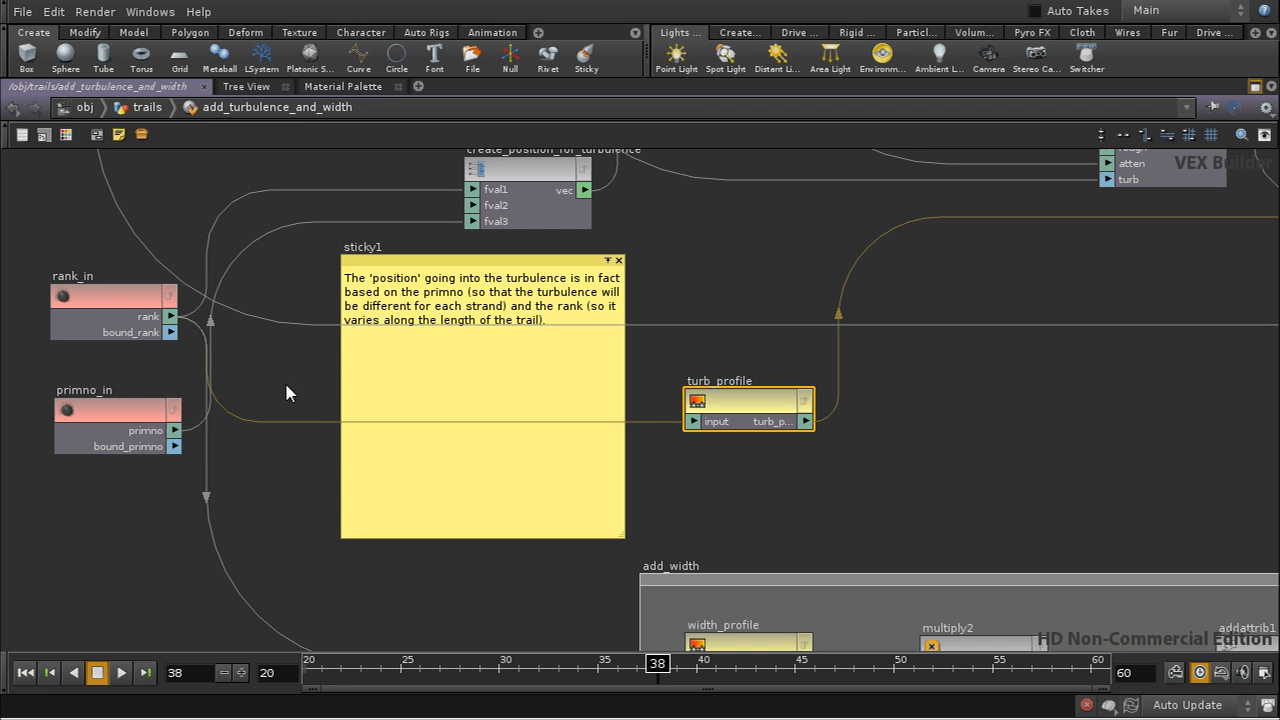 File Edit Render Windows Help Auto Takes Main
Create Modify Model Polygon Deform Texture Character Auto Rigs Animation Lights ... Create... Drive ... Rigid ... Particl... Volum... Pyro FX Cloth Wires Fur Drive ...
Box Sphere Tube Torus Grid Metaball LSystem Platonic S... Curve Circle Font File Null Rivet Sticky Point Light Spot Light Distant Li... Area Light Environm... Ambient L... Camera Stereo Ca... Switcher
/obj/trails/add_turbulence_and_width Tree View Material Palette
obj trails add_turbulence_and_width
create_position_for_turbulence
rough
atten
turb
VEX Builder
fval1 vec
fval2
fval3
sticky1
The 'position' going into the turbulence is in fact
based on the primno (so that the turbulence will
be different for each strand) and the rank (so it
varies along the length of the trail).
rank_in
rank
bound_rank
primno_in
primno
bound_primno
turb_profile
input turb_p...
add_width
width_profile
multiply2
addattrib1
HD Non-Commercial Edition
38 20 20 25 30 35 38 40 45 50 55 60 60
Auto Update